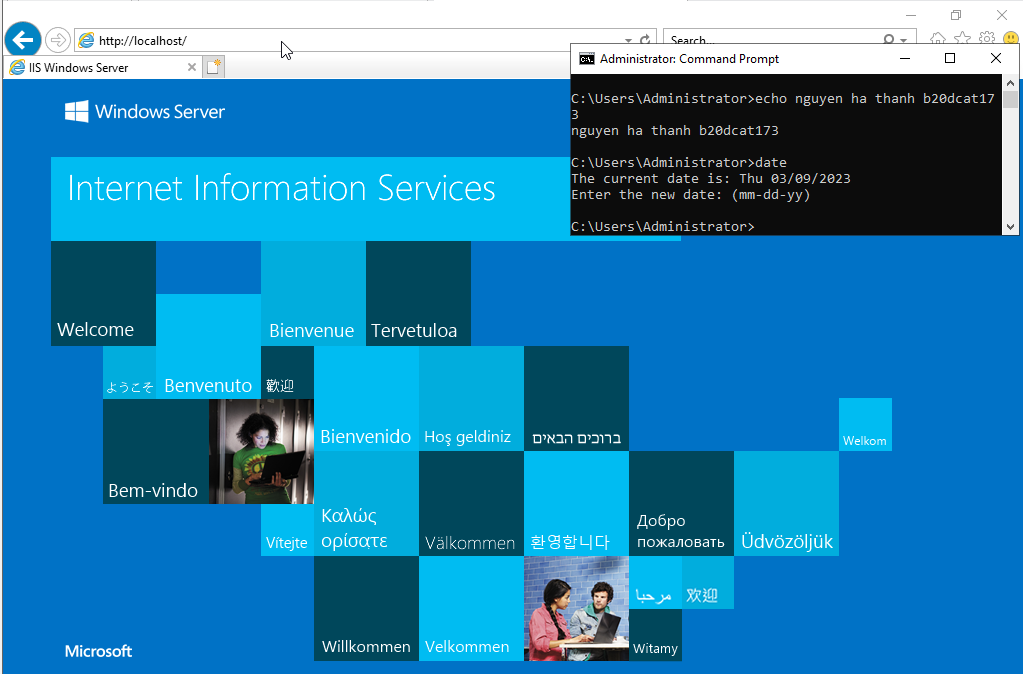 http://localhost/
Search...
IIS Windows Server
Administrator: Command Prompt
C:\Users\Administrator>echo nguyen ha thanh b20dcat17
3
nguyen ha thanh b20dcat173
C:\Users\Administrator>date
The current date is: Thu 03/09/2023
Enter the new date: (mm-dd-yy)
C:\Users\Administrator>
Windows Server
Internet Information Services
Welcome
Bienvenue
Tervetuloa
ようこそ
Benvenuto
歡迎
Bienvenido
Hoş geldiniz
ברוכים הבאים
Welkom
Bem-vindo
Vítejte
Καλώς
ορίσατε
Välkommen
환영합니다
Добро
пожаловать
Üdvözöljük
مرحبا
欢迎
Willkommen
Velkommen
Witamy
Microsoft